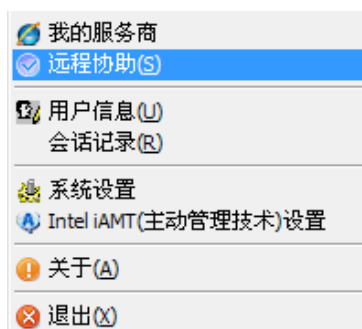 我的服务商
远程协助(S)
用户信息(U)
会话记录(R)
系统设置
Intel iAMT(主动管理技术)设置
关于(A)
退出(X)